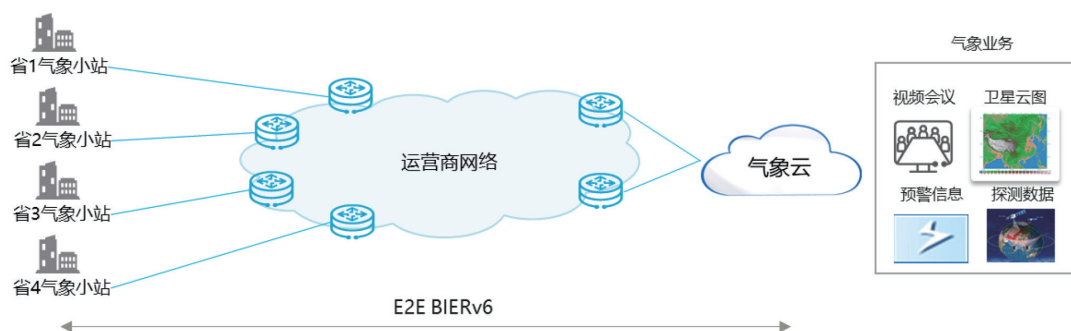 省1气象小站
省2气象小站
省3气象小站
省4气象小站
运营商网络
气象云
气象业务
视频会议
卫星云图
预警信息
探测数据
E2E BIERv6